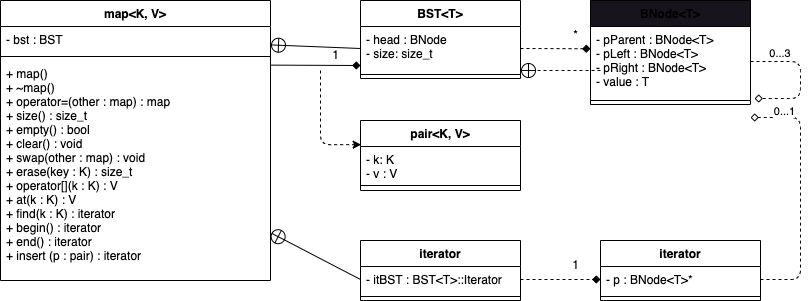 map<K, V>
- bst : BST
+ map()
+ ~map()
+ operator=(other : map) : map
+ size() : size_t
+ empty() : bool
+ clear() : void
+ swap(other : map) : void
+ erase(key : K) : size_t
+ operator[](k : K) : V
+ at(k : K) : V
+ find(k : K) : iterator
+ begin() : iterator
+ end() : iterator
+ insert (p : pair) : iterator
1
BST<T>
- head : BNode
- size: size_t
*
BNode<T>
- pParent : BNode<T>
- pLeft : BNode<T>
- pRight : BNode<T>
- value : T
0...3
0...1
pair<K, V>
- k: K
- v : V
iterator
- itBST : BST<T>::Iterator
1
iterator
- p : BNode<T>*